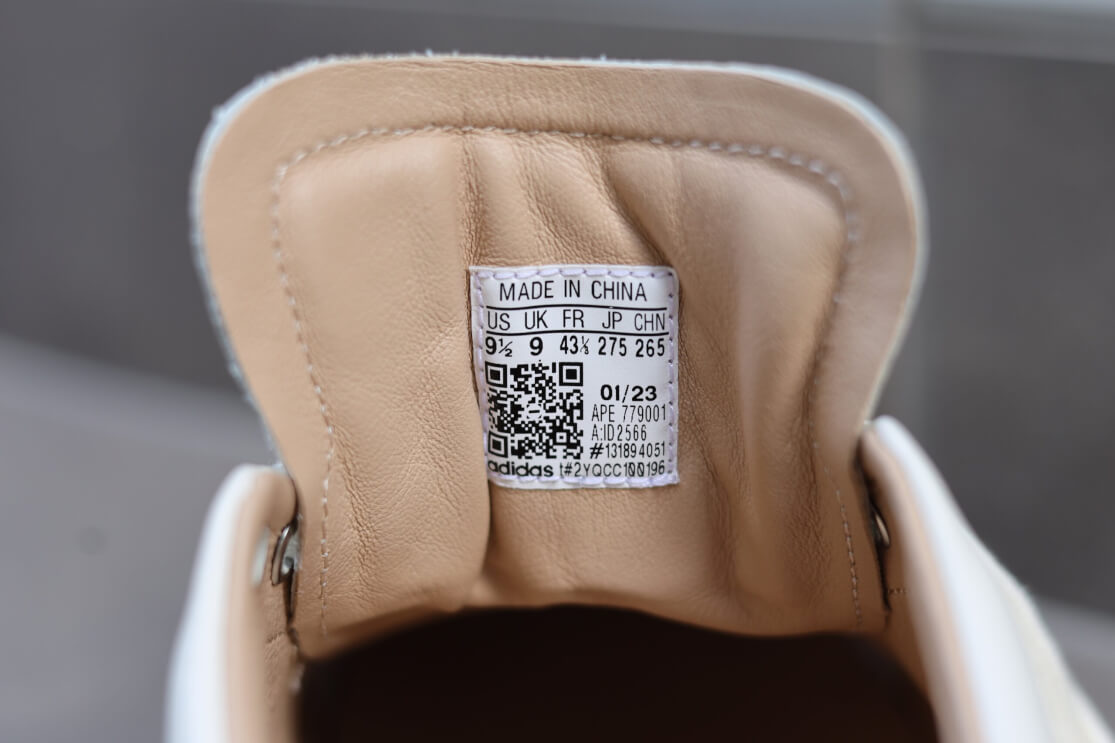 MADE IN CHINA
US UK FR JP CHN
9½ 9 43⅓ 275 265
01/23
APE 779001
A:ID2566
#131894051
adidas t#2YQCC100196